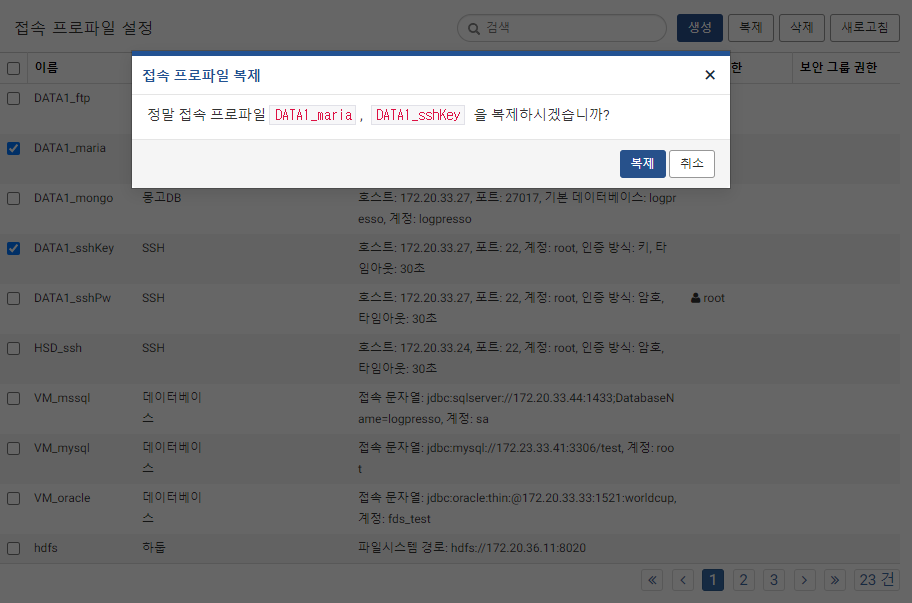 접속 프로파일 설정
검색
생성 복제 삭제 새로고침
이름 한 보안 그룹 권한
접속 프로파일 복제 ×
정말 접속 프로파일 DATA1_maria , DATA1_sshKey 을 복제하시겠습니까?
복제 취소
DATA1_ftp
DATA1_maria
DATA1_mongo 몽고DB 호스트: 172.20.33.27, 포트: 27017, 기본 데이터베이스: logpr
esso, 계정: logpresso
DATA1_sshKey SSH 호스트: 172.20.33.27, 포트: 22, 계정: root, 인증 방식: 키, 타
임아웃: 30초
DATA1_sshPw SSH 호스트: 172.20.33.27, 포트: 22, 계정: root, 인증 방식: 암호, root
타임아웃: 30초
HSD_ssh SSH 호스트: 172.20.33.24, 포트: 22, 계정: root, 인증 방식: 암호,
타임아웃: 30초
VM_mssql 데이터베이 접속 문자열: jdbc:sqlserver://172.20.33.44:1433;DatabaseN
스 ame=logpresso, 계정: sa
VM_mysql 데이터베이 접속 문자열: jdbc:mysql://172.23.33.41:3306/test, 계정: roo
스 t
VM_oracle 데이터베이 접속 문자열: jdbc:oracle:thin:@172.20.33.33:1521:worldcup,
스 계정: fds_test
hdfs 하둡 파일시스템 경로: hdfs://172.20.36.11:8020
« ‹ 1 2 3 › » 23 건